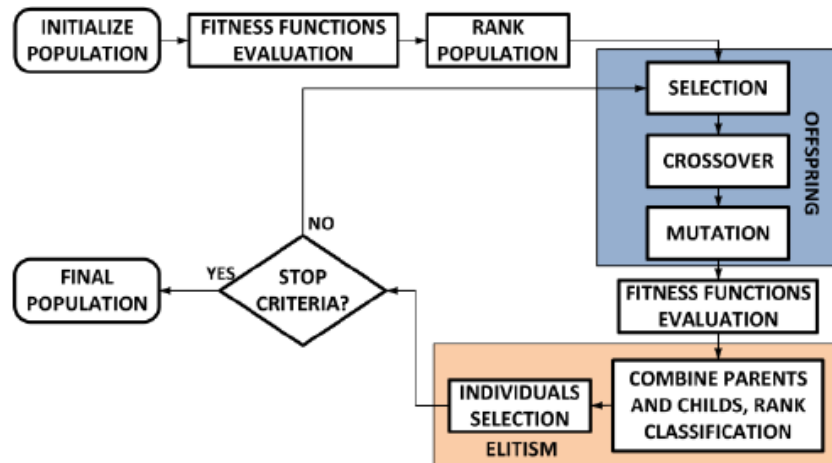 INITIALIZE
POPULATION
FITNESS FUNCTIONS
EVALUATION
RANK
POPULATION
SELECTION
CROSSOVER
MUTATION
OFFSPRING
FITNESS FUNCTIONS
EVALUATION
COMBINE PARENTS
AND CHILDS, RANK
CLASSIFICATION
INDIVIDUALS
SELECTION
ELITISM
STOP
CRITERIA?
NO
YES
FINAL
POPULATION